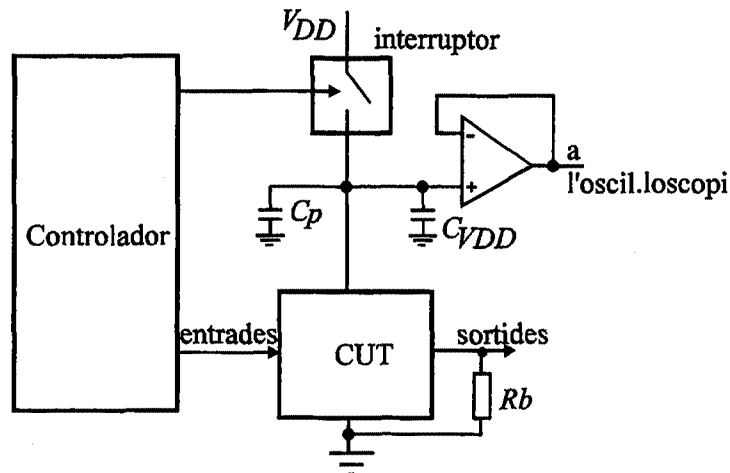 VDD
interruptor
-
+
a
l'oscil.loscopi
Cp
CVDD
Controlador
entrades
CUT
sortides
Rb